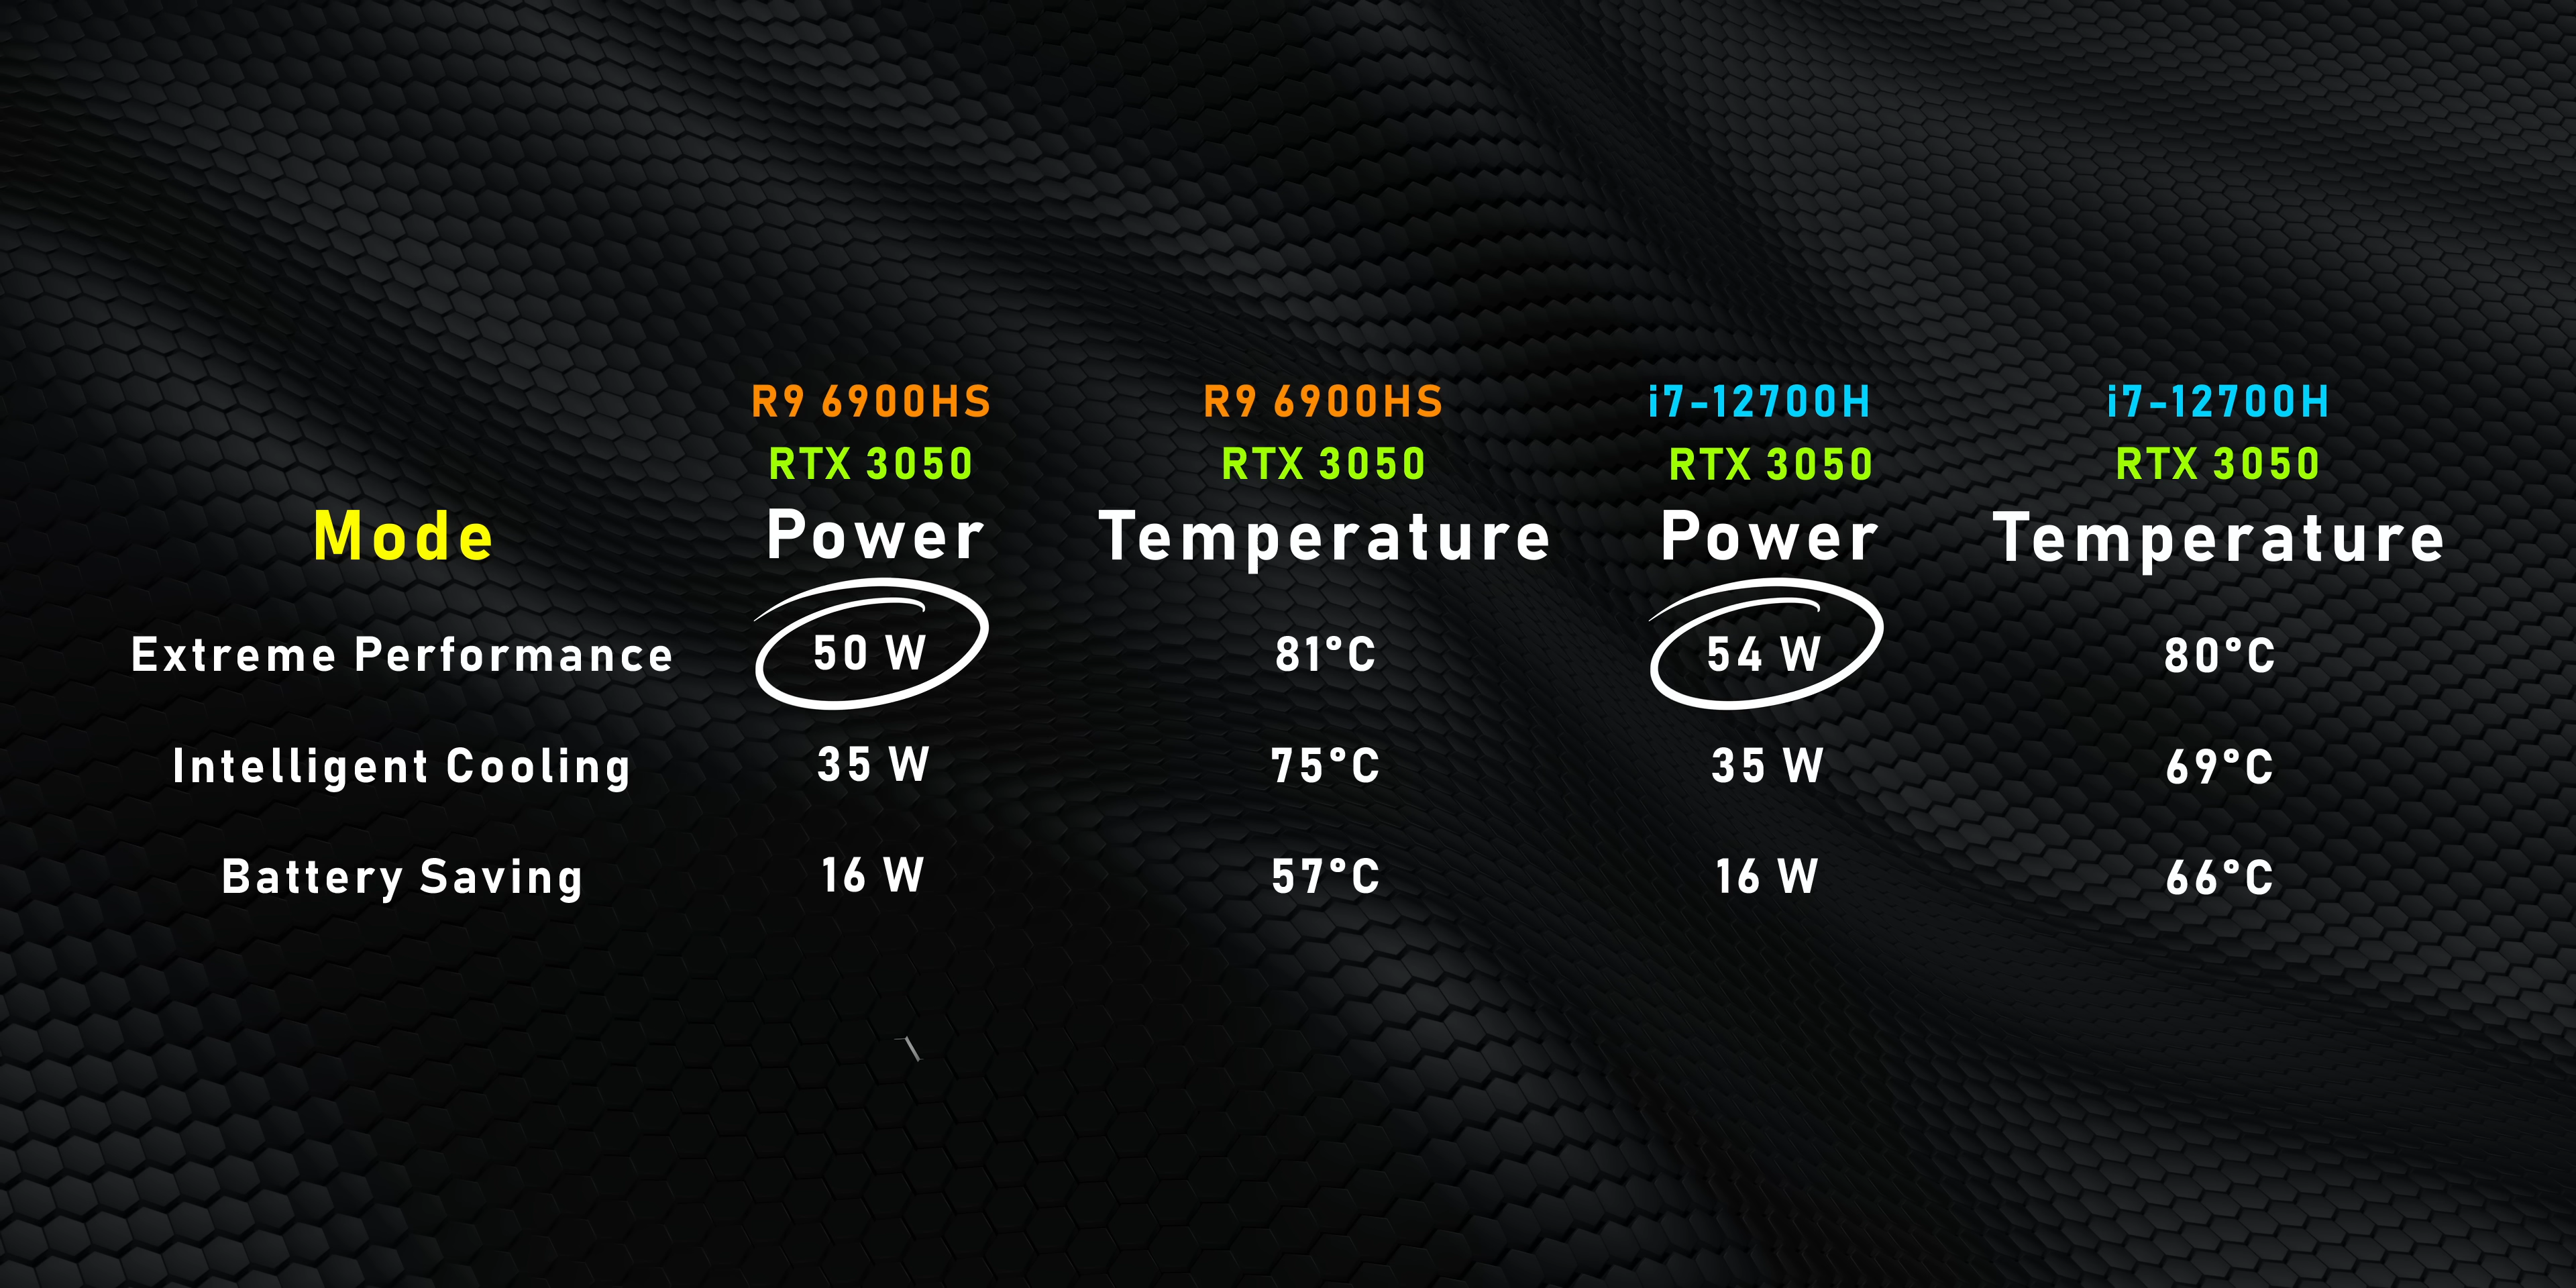 R9 6900HS R9 6900HS i7-12700H i7-12700H
RTX 3050 RTX 3050 RTX 3050 RTX 3050
Mode Power Temperature Power Temperature
Extreme Performance 50 W 81°C 54 W 80°C
Intelligent Cooling 35 W 75°C 35 W 69°C
Battery Saving 16 W 57°C 16 W 66°C